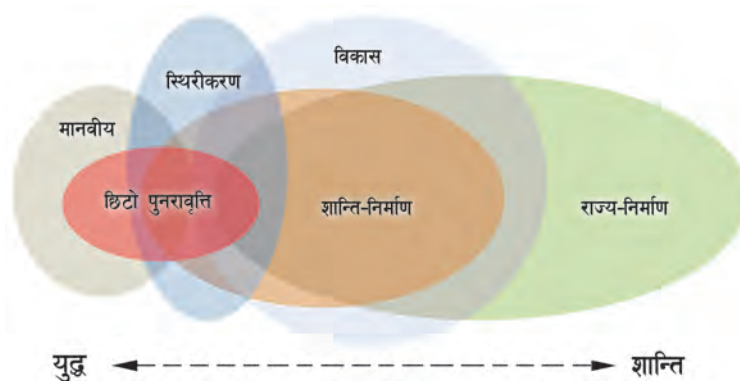 विकास
स्थिरीकरण
मानवीय
छिटो पुनरावृत्ति
शान्ति-निर्माण
राज्य-निर्माण
युद्ध
शान्ति